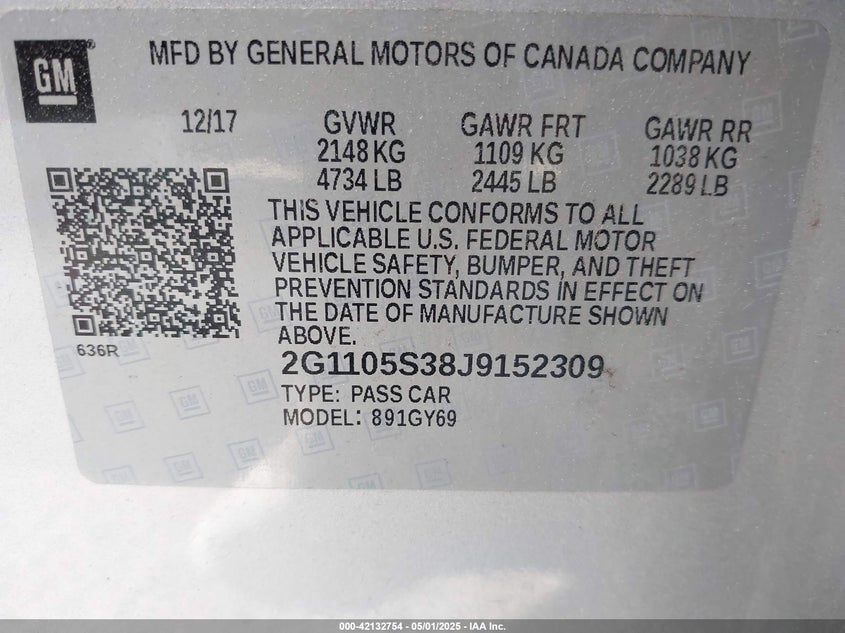 GM
MFD BY GENERAL MOTORS OF CANADA COMPANY
12/17 GVWR GAWR FRT GAWR RR
2148 KG 1109 KG 1038 KG
4734 LB 2445 LB 2289 LB
THIS VEHICLE CONFORMS TO ALL
APPLICABLE U.S. FEDERAL MOTOR
VEHICLE SAFETY, BUMPER, AND THEFT
PREVENTION STANDARDS IN EFFECT ON
THE DATE OF MANUFACTURE SHOWN
ABOVE.
636R
2G1105S38J9152309
TYPE: PASS CAR
MODEL: 891GY69
000-42132754 - 05/01/2025 - IAA Inc.